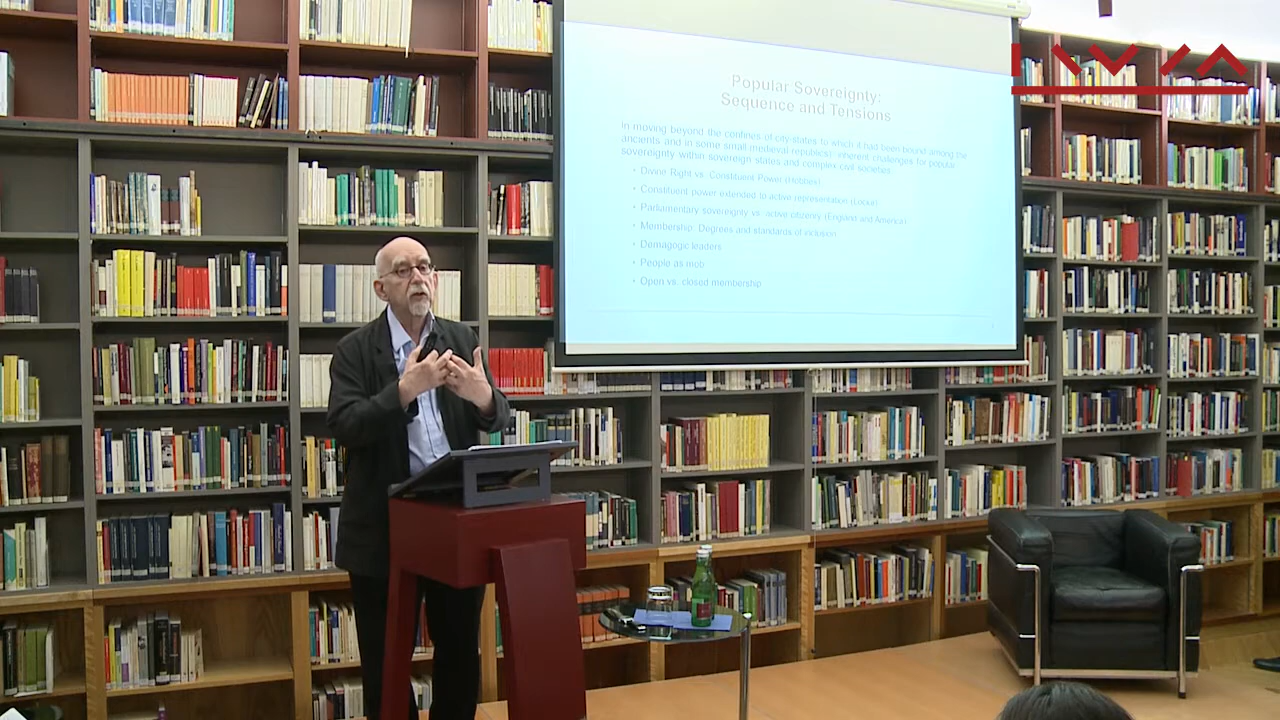 Popular Sovereignty:
Sequence and Tensions
In moving beyond the confines of city-states to which it had been bound among the
ancients and in some small medieval republics), inherent challenges for popular
sovereignty within sovereign states and complex civil societies:
• Divine Right vs. Constituent Power (Hobbes)
• Constituent power extended to active representation (Locke)
• Parliamentary sovereignty vs. active citizenry (England and America)
• Membership: Degrees and standards of inclusion
• Demagogic leaders
• People as mob
• Open vs. closed membership
IWM